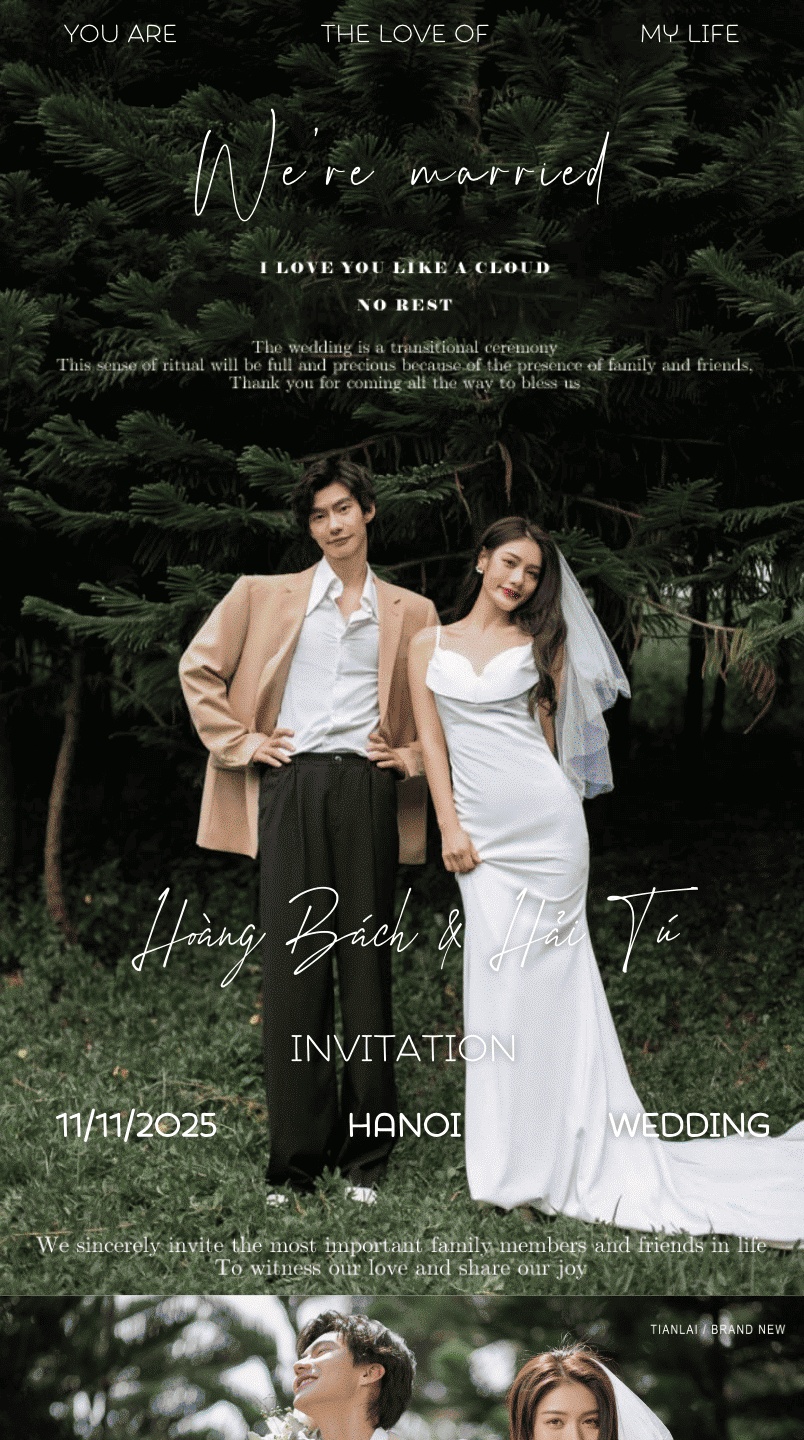 YOU ARE THE LOVE OF MY LIFE
We're married
I LOVE YOU LIKE A CLOUD
NO REST
The wedding is a transitional ceremony
This sense of ritual will be full and precious because of the presence of family and friends,
Thank you for coming all the way to bless us
Hoàng Bách & Hải Tú
INVITATION
11/11/2025 HANOI WEDDING
We sincerely invite the most important family members and friends in life
To witness our love and share our joy
TIANLAI / BRAND NEW